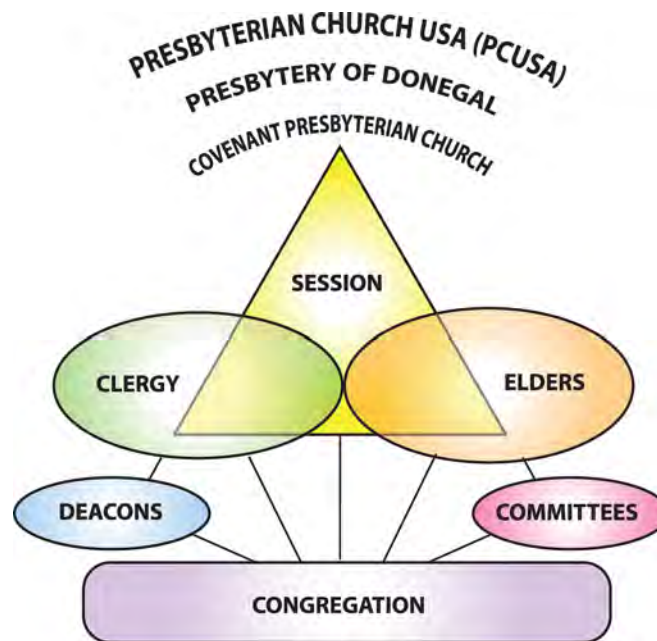 PRESBYTERIAN CHURCH USA (PCUSA)
PRESBYTERY OF DONEGAL
COVENANT PRESBYTERIAN CHURCH
SESSION
CLERGY
ELDERS
DEACONS
COMMITTEES
CONGREGATION